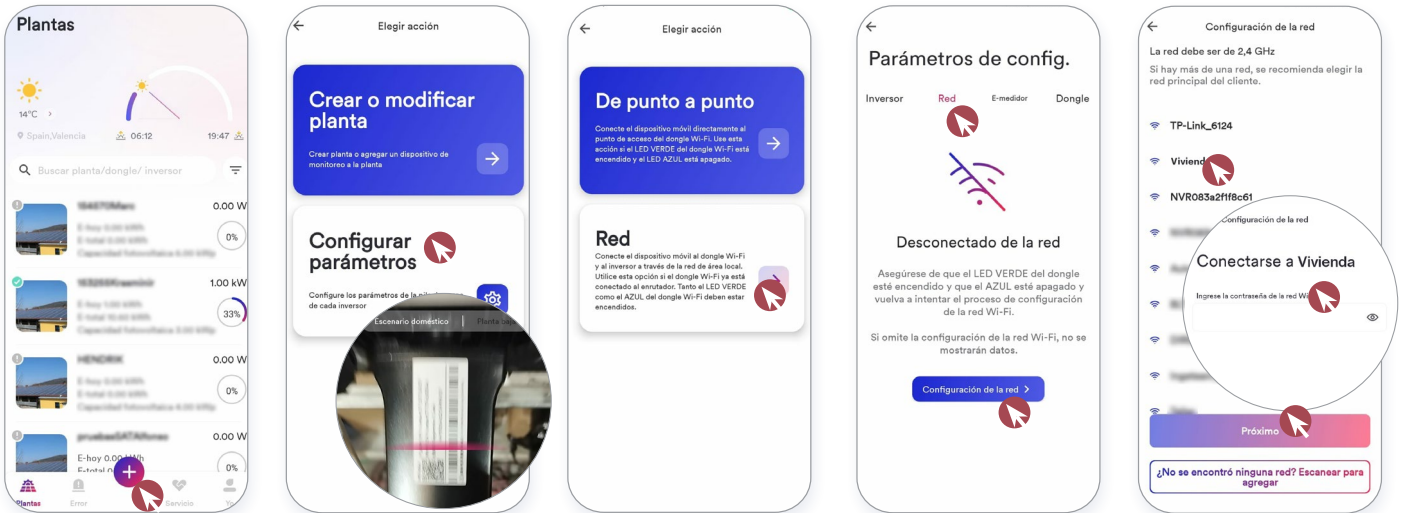 Plantas
14°C >
Spain,Valencia
06:12
19:47
Buscar planta/dongle/ inversor
0.00 W
0%
1.00 kW
33%
HENDRIK
0.00 W
0%
0.00 W
E-hoy 0.00 kWh
E-total
0%
Plantas
Error
Servicio
Elegir acción
Crear o modificar
planta
Crear planta o agregar un dispositivo de
monitoreo a la planta
Configurar
parámetros
Configure los parámetros de la
de cada inversor
Escenario doméstico
Planta
Elegir acción
De punto a punto
Conecte el dispositivo móvil directamente al
punto de acceso del dongle Wi-Fi. Use esta
acción si el LED VERDE del dongle Wi-Fi está
encendido y el LED AZUL está apagado.
Red
Conecte el dispositivo móvil al dongle Wi-Fi
y al inversor a través de la red de área local.
Utilice esta opción si el dongle Wi-Fi ya está
conectado al enrutador. Tanto el LED VERDE
como el AZUL del dongle Wi-Fi deben estar
encendidos.
Parámetros de config.
Inversor
Red
E-medidor
Dongle
Desconectado de la red
Asegúrese de que el LED VERDE del dongle
esté encendido y que el AZUL esté apagado y
vuelva a intentar el proceso de configuración
de la red Wi-Fi.
Si omite la configuración de la red Wi-Fi, no se
mostrarán datos.
Configuración de la red >
Configuración de la red
La red debe ser de 2,4 GHz
Si hay más de una red, se recomienda elegir la
red principal del cliente.
TP-Link_6124
Viviend
NVR083a2f1f8c61
Configuración de la red
Conectarse a Vivienda
Ingrese la contraseña de la red Wi
Próximo
¿No se encontró ninguna red? Escanear para
agregar